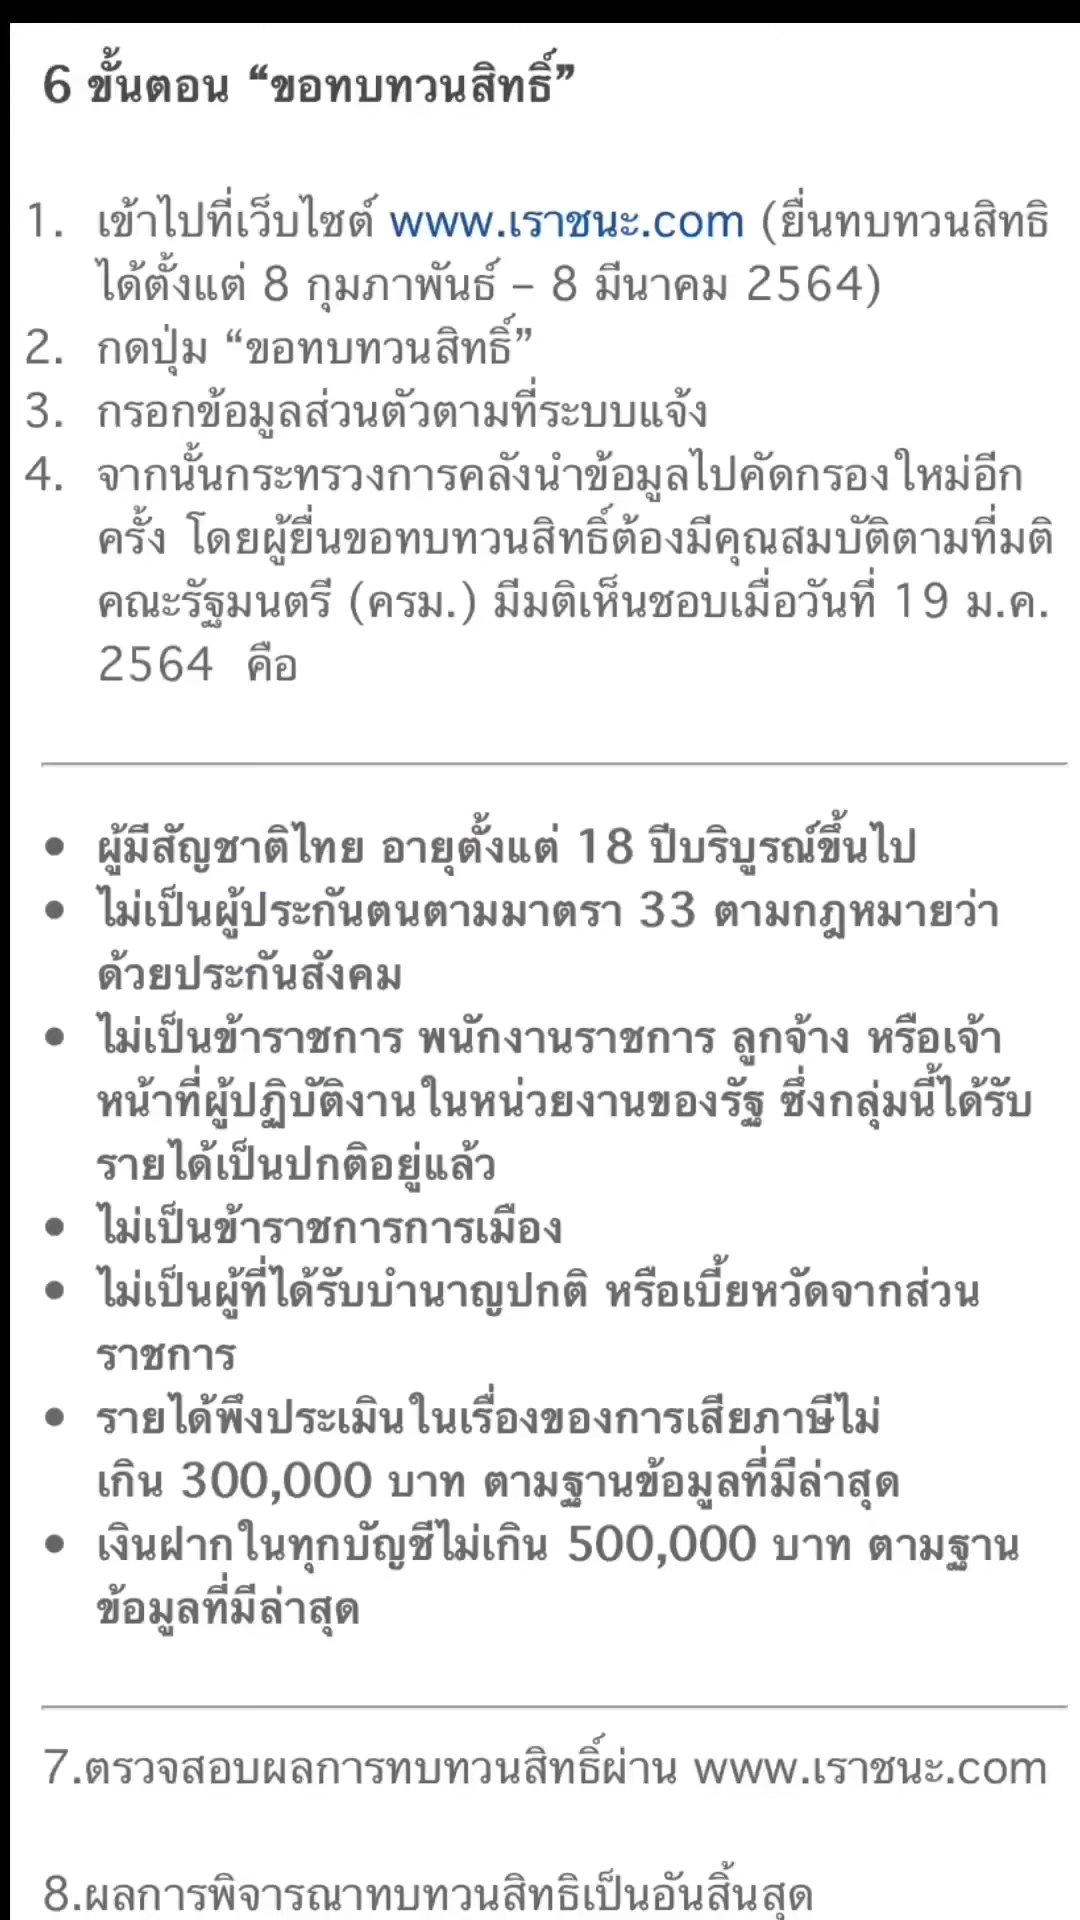 6 ขั้นตอน “ขอทบทวนสิทธิ์”
1. เข้าไปที่เว็บไซต์ www.เราชนะ.com (ยื่นทบทวนสิทธิ
ได้ตั้งแต่ 8 กุมภาพันธ์ – 8 มีนาคม 2564)
2. กดปุ่ม “ขอทบทวนสิทธิ์”
3. กรอกข้อมูลส่วนตัวตามที่ระบบแจ้ง
4. จากนั้นกระทรวงการคลังนำข้อมูลไปคัดกรองใหม่อีก
ครั้ง โดยผู้ยื่นขอทบทวนสิทธิ์ต้องมีคุณสมบัติตามที่มติ
คณะรัฐมนตรี (ครม.) มีมติเห็นชอบเมื่อวันที่ 19 ม.ค.
2564 คือ
• ผู้มีสัญชาติไทย อายุตั้งแต่ 18 ปีบริบูรณ์ขึ้นไป
• ไม่เป็นผู้ประกันตนตามมาตรา 33 ตามกฎหมายว่า
ด้วยประกันสังคม
• ไม่เป็นข้าราชการ พนักงานราชการ ลูกจ้าง หรือเจ้า
หน้าที่ผู้ปฏิบัติงานในหน่วยงานของรัฐ ซึ่งกลุ่มนี้ได้รับ
รายได้เป็นปกติอยู่แล้ว
• ไม่เป็นข้าราชการการเมือง
• ไม่เป็นผู้ที่ได้รับบำนาญปกติ หรือเบี้ยหวัดจากส่วน
ราชการ
• รายได้พึงประเมินในเรื่องของการเสียภาษีไม่
เกิน 300,000 บาท ตามฐานข้อมูลที่มีล่าสุด
• เงินฝากในทุกบัญชีไม่เกิน 500,000 บาท ตามฐาน
ข้อมูลที่มีล่าสุด
7.ตรวจสอบผลการทบทวนสิทธิ์ผ่าน www.เราชนะ.com
8.ผลการพิจารณาทบทวนสิทธิเป็นอันสิ้นสุด